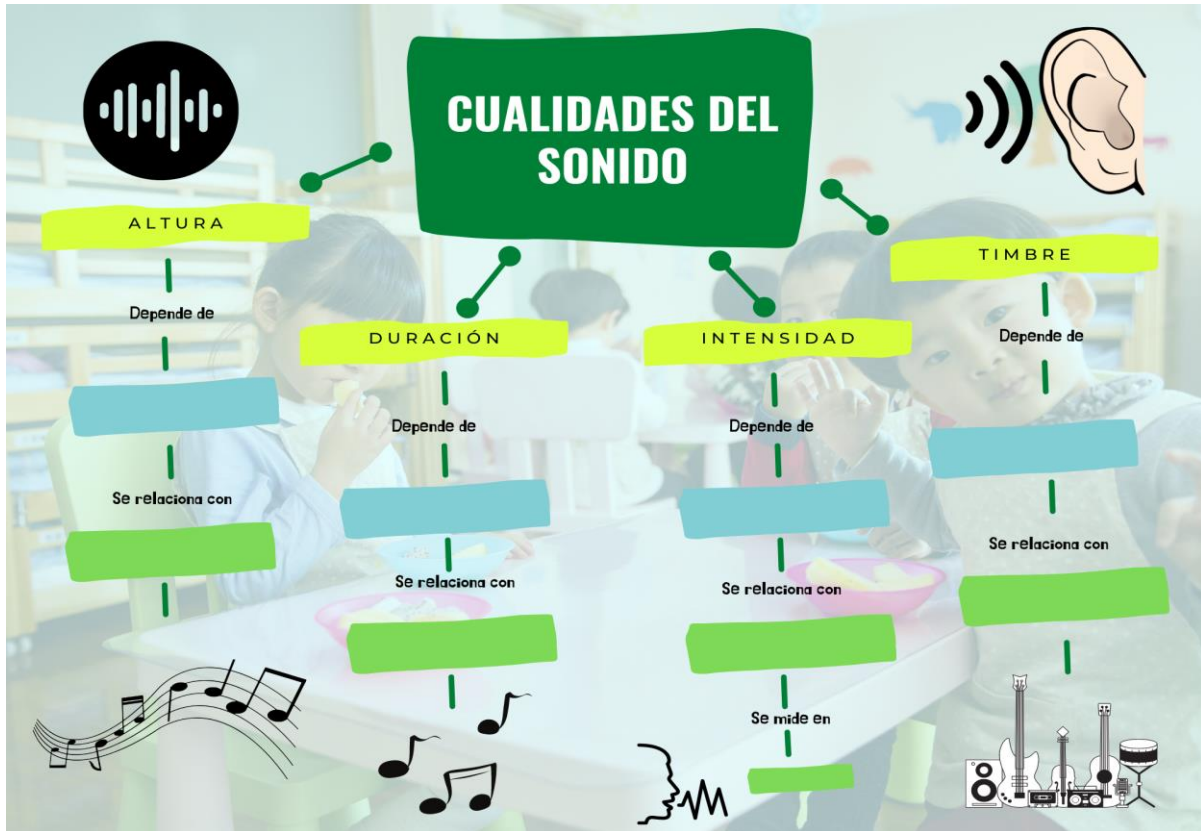 CUALIDADES DEL
SONIDO
ALTURA
Depende de
Se relaciona con
DURACIÓN
Depende de
Se relaciona con
INTENSIDAD
Depende de
Se relaciona con
Se mide en
TIMBRE
Depende de
Se relaciona con